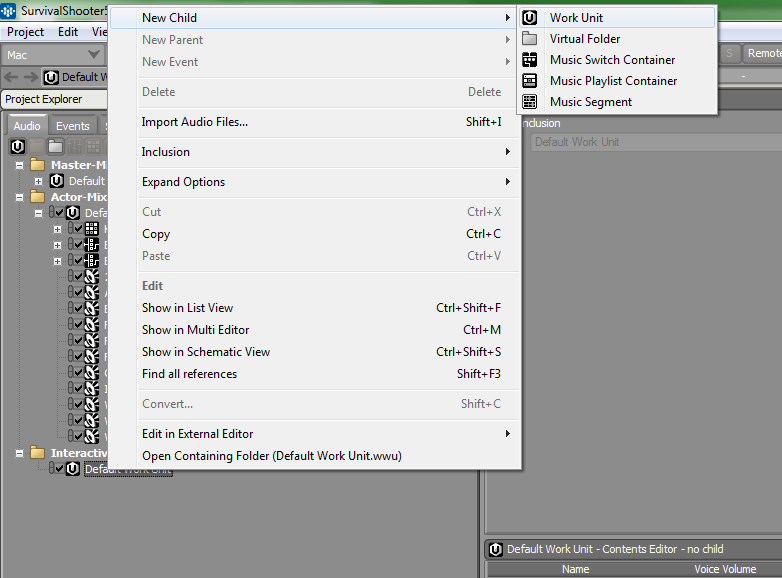 SurvivalShooterS
Project Edit Vie
Mac
S Remote
Default W
-
Project Explorer
Audio Events S
Master-Mi
Default
Actor-Mix
Defa
Interactiv
Default Work Unit
New Child
New Parent
New Event
Delete Delete
Import Audio Files... Shift+I
Inclusion
Expand Options
Cut Ctrl+X
Copy Ctrl+C
Paste Ctrl+V
Edit
Show in List View Ctrl+Shift+F
Show in Multi Editor Ctrl+M
Show in Schematic View Ctrl+Shift+S
Find all references Shift+F3
Convert... Shift+C
Edit in External Editor
Open Containing Folder (Default Work Unit.wwu)
Work Unit
Virtual Folder
Music Switch Container
Music Playlist Container
Music Segment
nclusion
Default Work Unit
Default Work Unit - Contents Editor - no child
Name Voice Volume